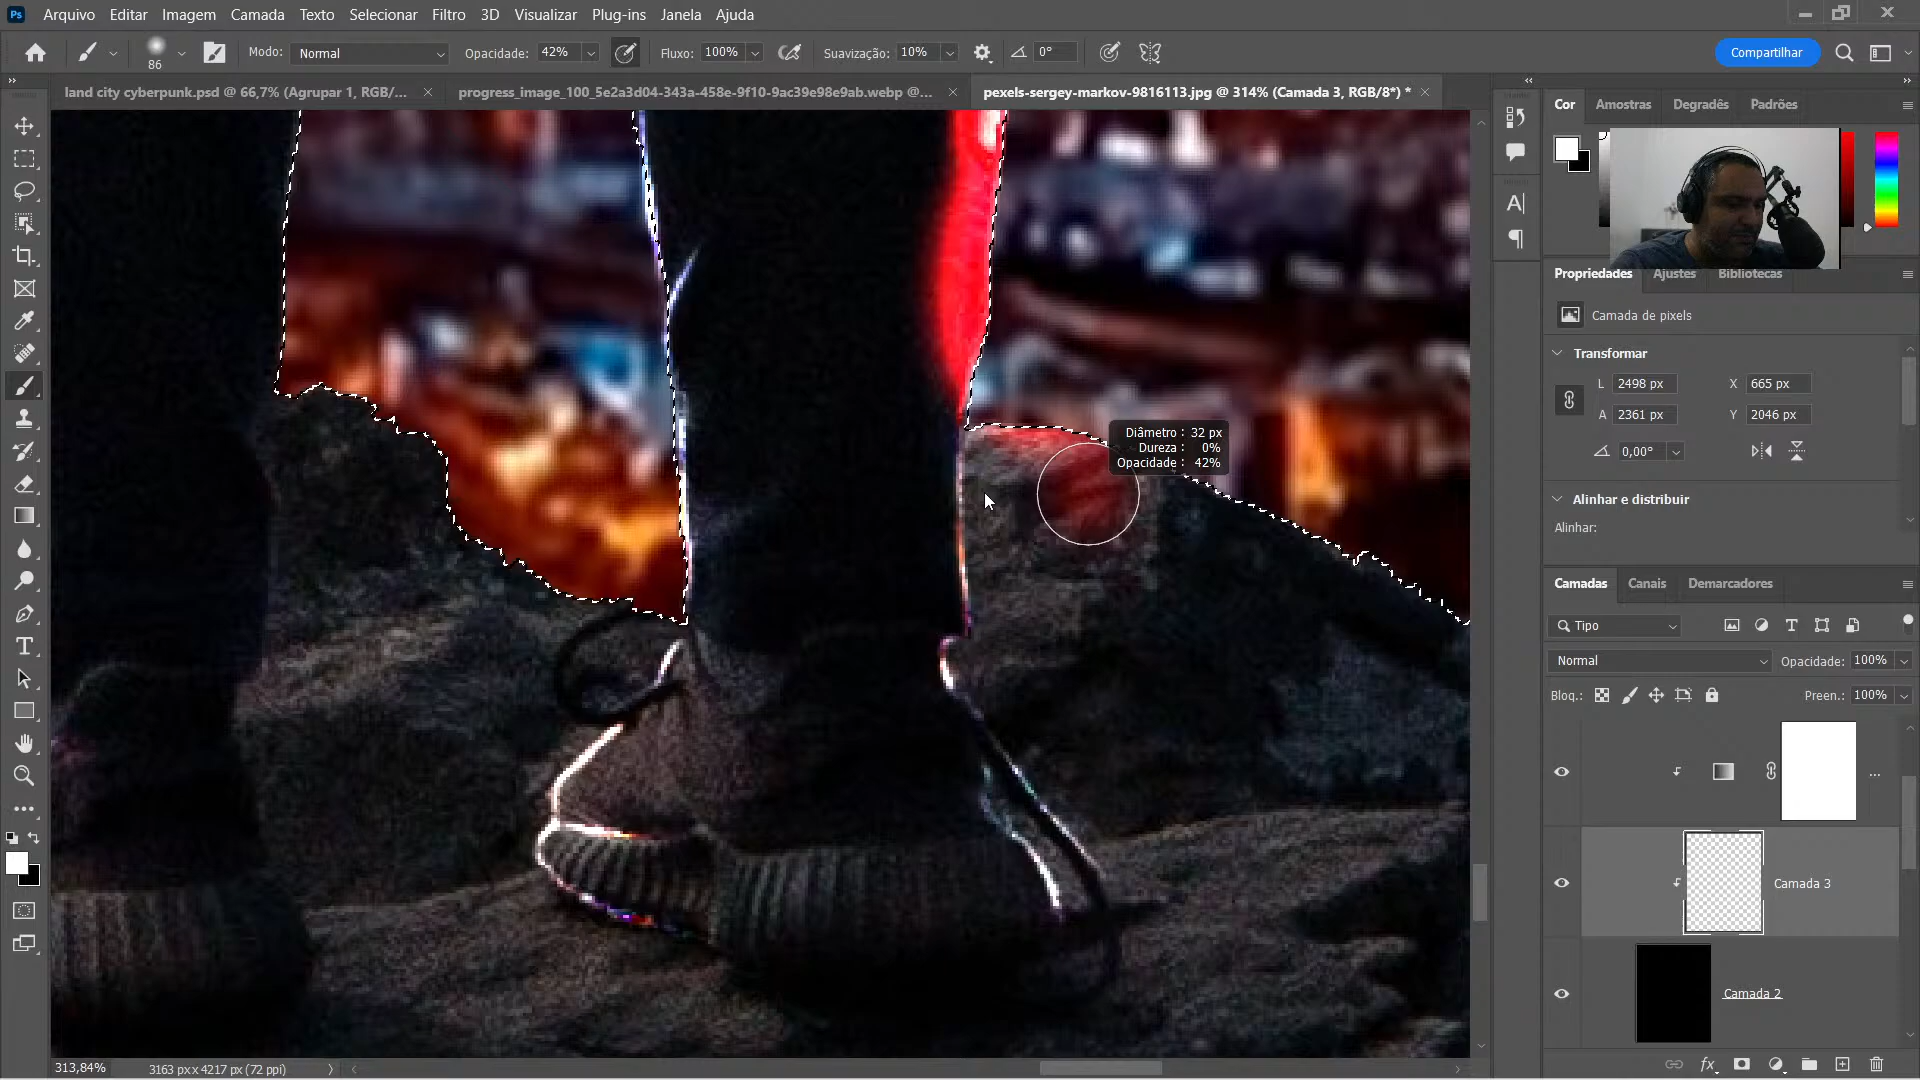 Ps Arquivo Editar Imagem Camada Texto Selecionar Filtro 3D Visualizar Plug-ins Janela Ajuda
86 Modo: Normal Opacidade: 42% Fluxo: 100% Suavização: 10% 0° Compartilhar
land city cyberpunk.psd @ 66,7% (Agrupar 1, RGB/... progress_image_100_5e2a3d04-343a-458e-9f10-9ac39e98e9ab.webp @... pexels-sergey-markov-9816113.jpg @ 314% (Camada 3, RGB/8*) *
Cor Amostras Degradês Padrões
Propriedades Ajustes Bibliotecas
Camada de pixels
Transformar
L 2498 px X 665 px
A 2361 px Y 2046 px
0,00°
Alinhar e distribuir
Alinhar:
Diâmetro : 32 px
Dureza : 0%
Opacidade : 42%
Camadas Canais Demarcadores
Tipo
Normal Opacidade: 100%
Bloq.: Preen.: 100%
...
Camada 3
Camada 2
313,84% 3163 px x 4217 px (72 ppi)